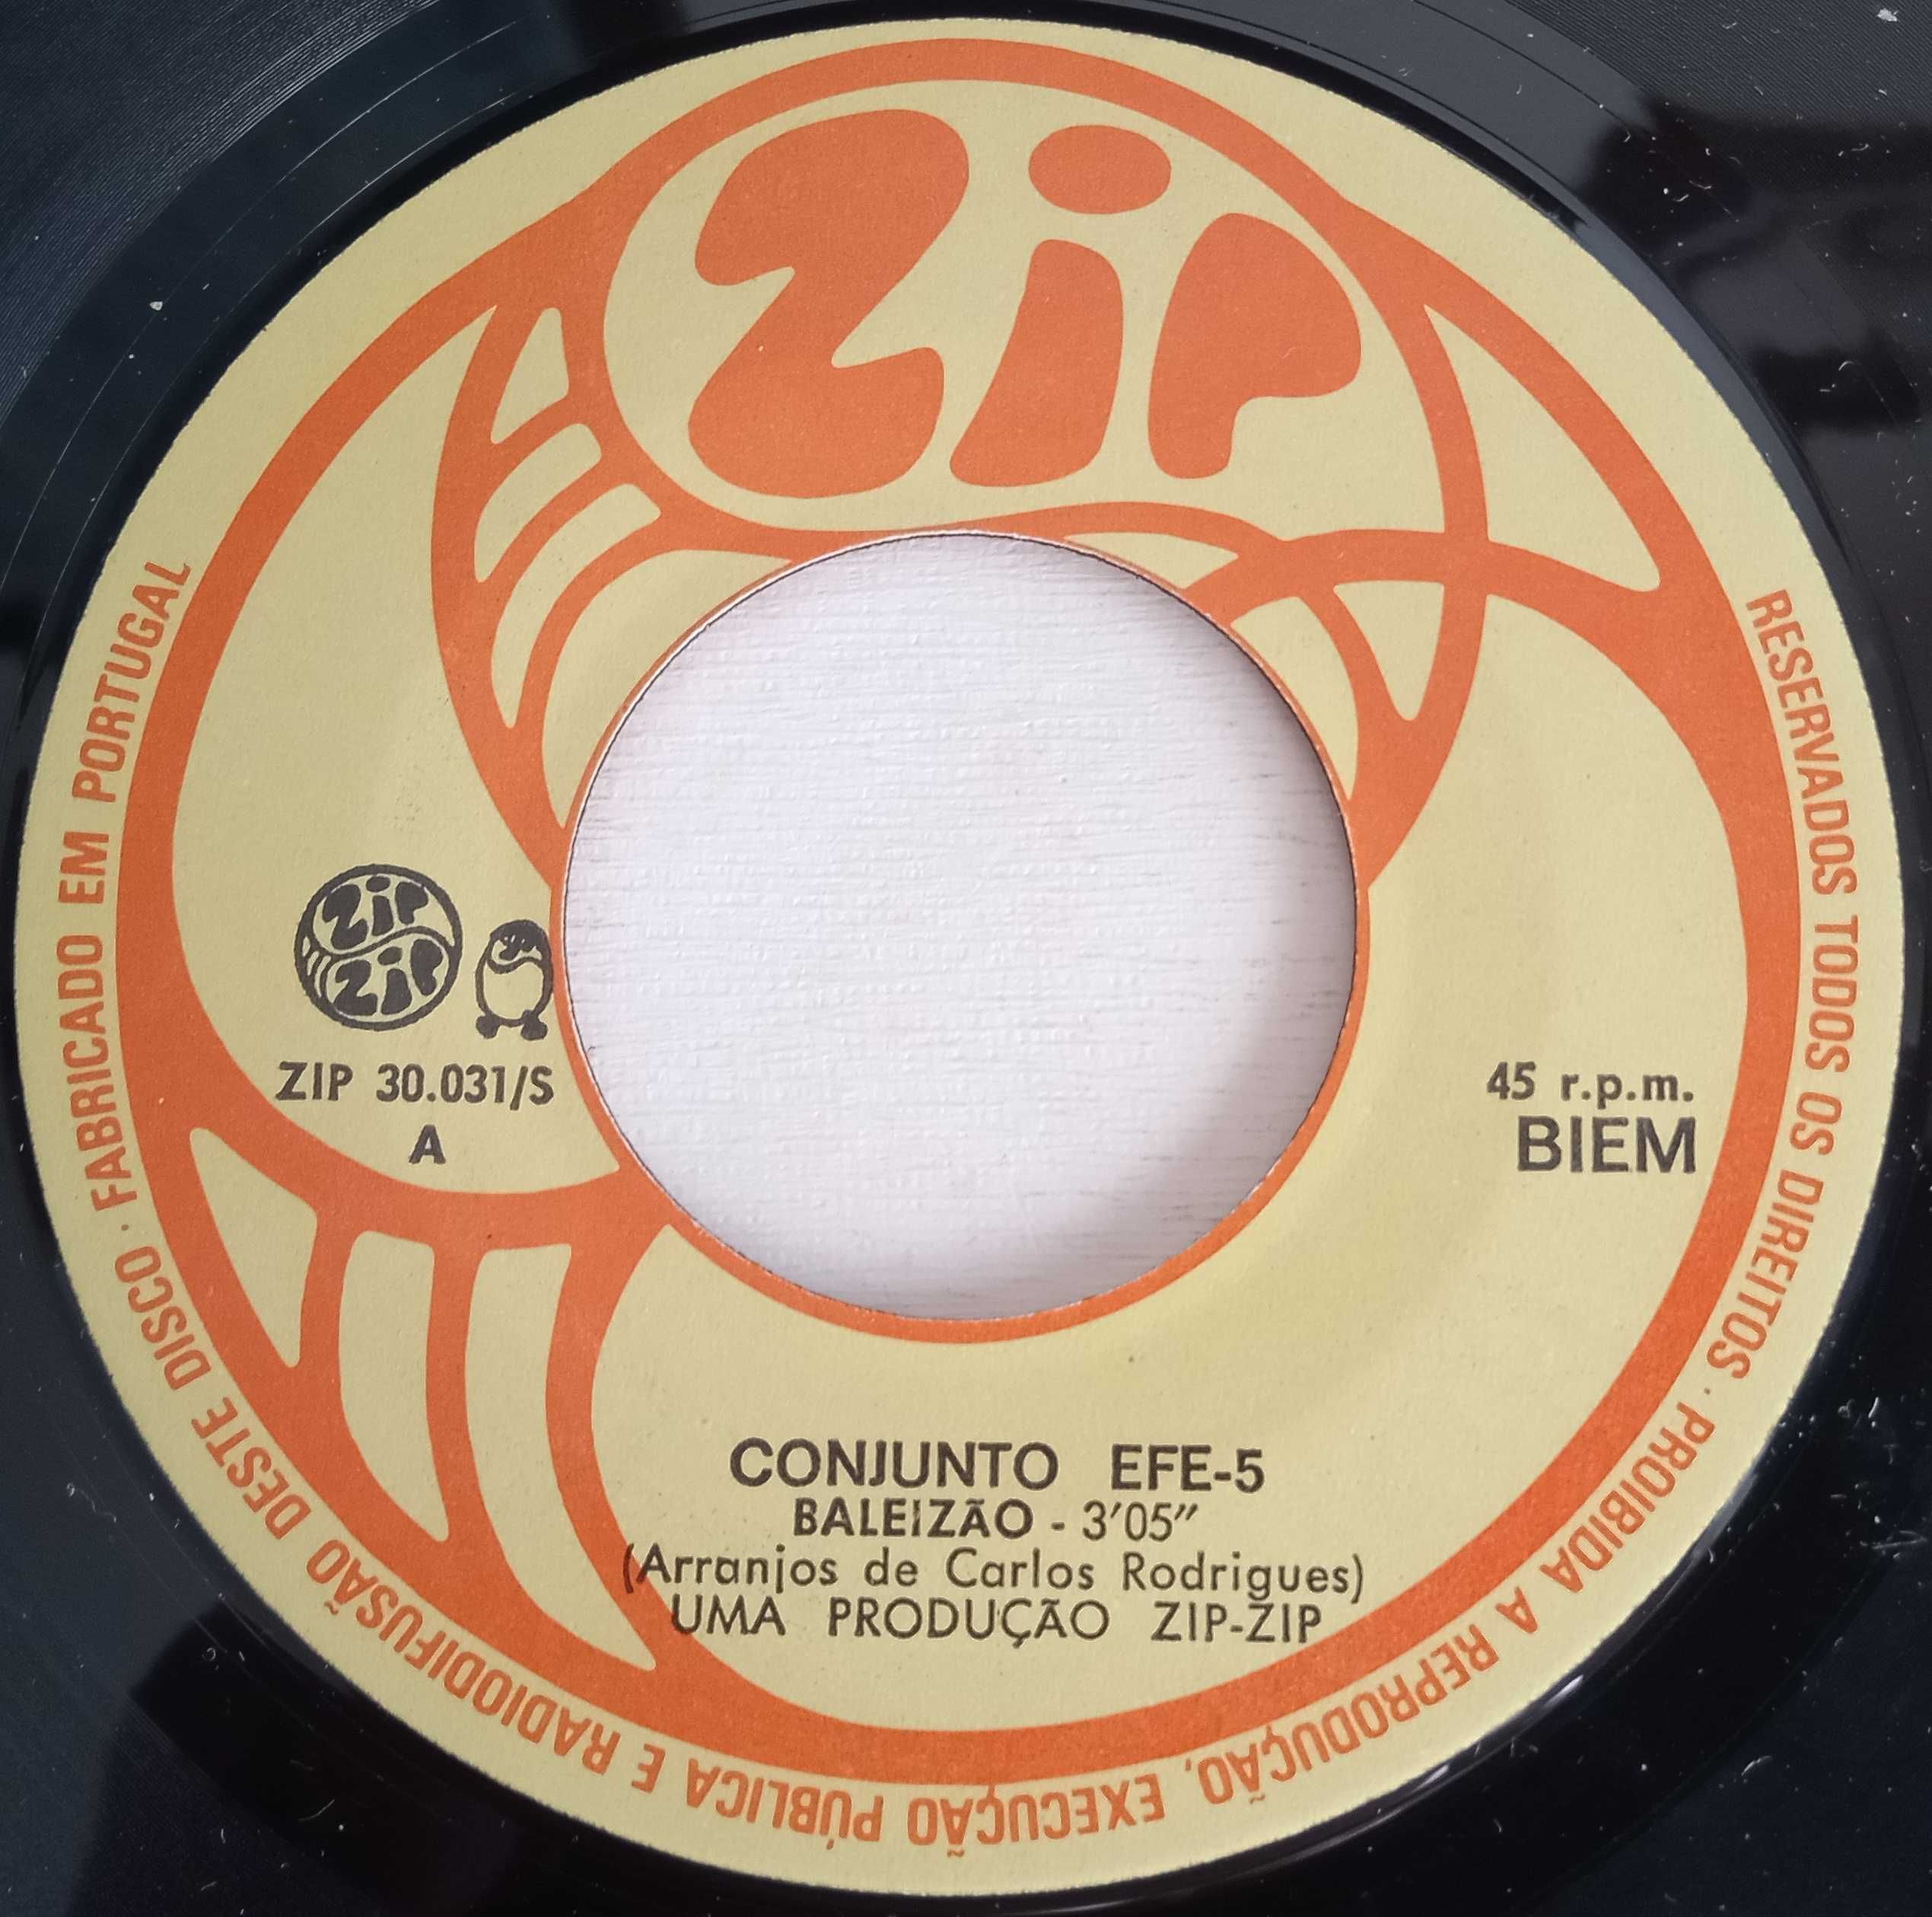 Zip
Zip
Zip
ZIP 30.031/S
A
45 r.p.m.
BIEM
CONJUNTO EFE-5
BALEIZÃO - 3'05"
(Arranjos de Carlos Rodrigues)
UMA PRODUÇÃO ZIP-ZIP
RESERVADOS TODOS OS DIREITOS · PROIBIDA A REPRODUÇÃO, EXECUÇÃO PÚBLICA E RADIODIFUSÃO DESTE DISCO · FABRICADO EM PORTUGAL